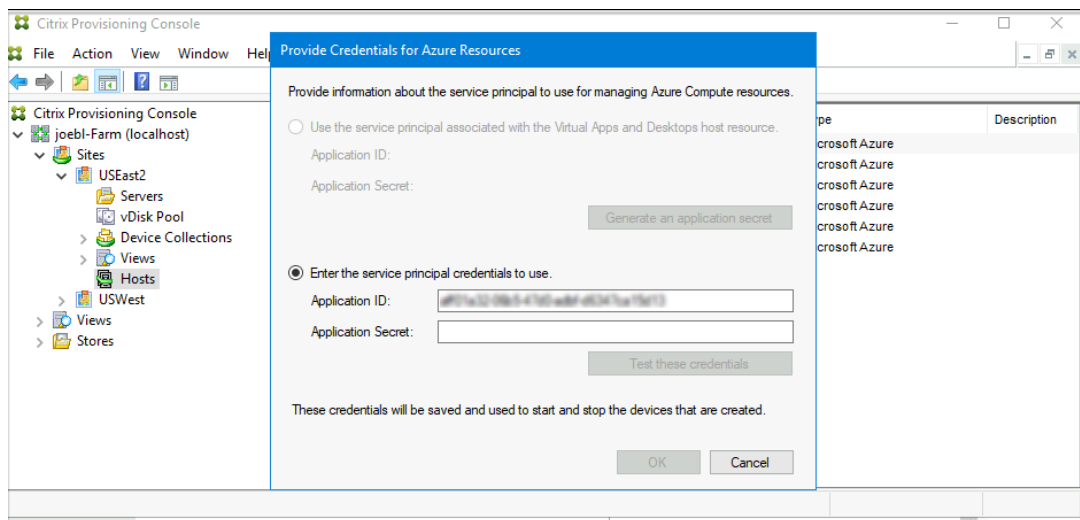 Citrix Provisioning Console
File Action View Window Hel
Provide Credentials for Azure Resources
Citrix Provisioning Console
joebl-Farm (localhost)
Sites
USEast2
Servers
vDisk Pool
Device Collections
Views
Hosts
USWest
Views
Stores
Provide information about the service principal to use for managing Azure Compute resources.
Use the service principal associated with the Virtual Apps and Desktops host resource.
Application ID:
Application Secret:
Generate an application secret
Enter the service principal credentials to use.
Application ID:
Application Secret:
Test these credentials
These credentials will be saved and used to start and stop the devices that are created.
OK Cancel
pe Description
crosoft Azure
crosoft Azure
crosoft Azure
crosoft Azure
crosoft Azure
crosoft Azure